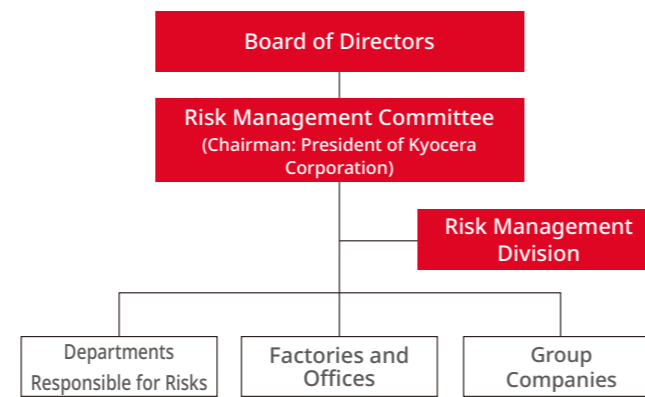 Board of Directors
Risk Management Committee
(Chairman: President of Kyocera
Corporation)
Risk Management
Division
Departments
Responsible for Risks
Factories and
Offices
Group
Companies